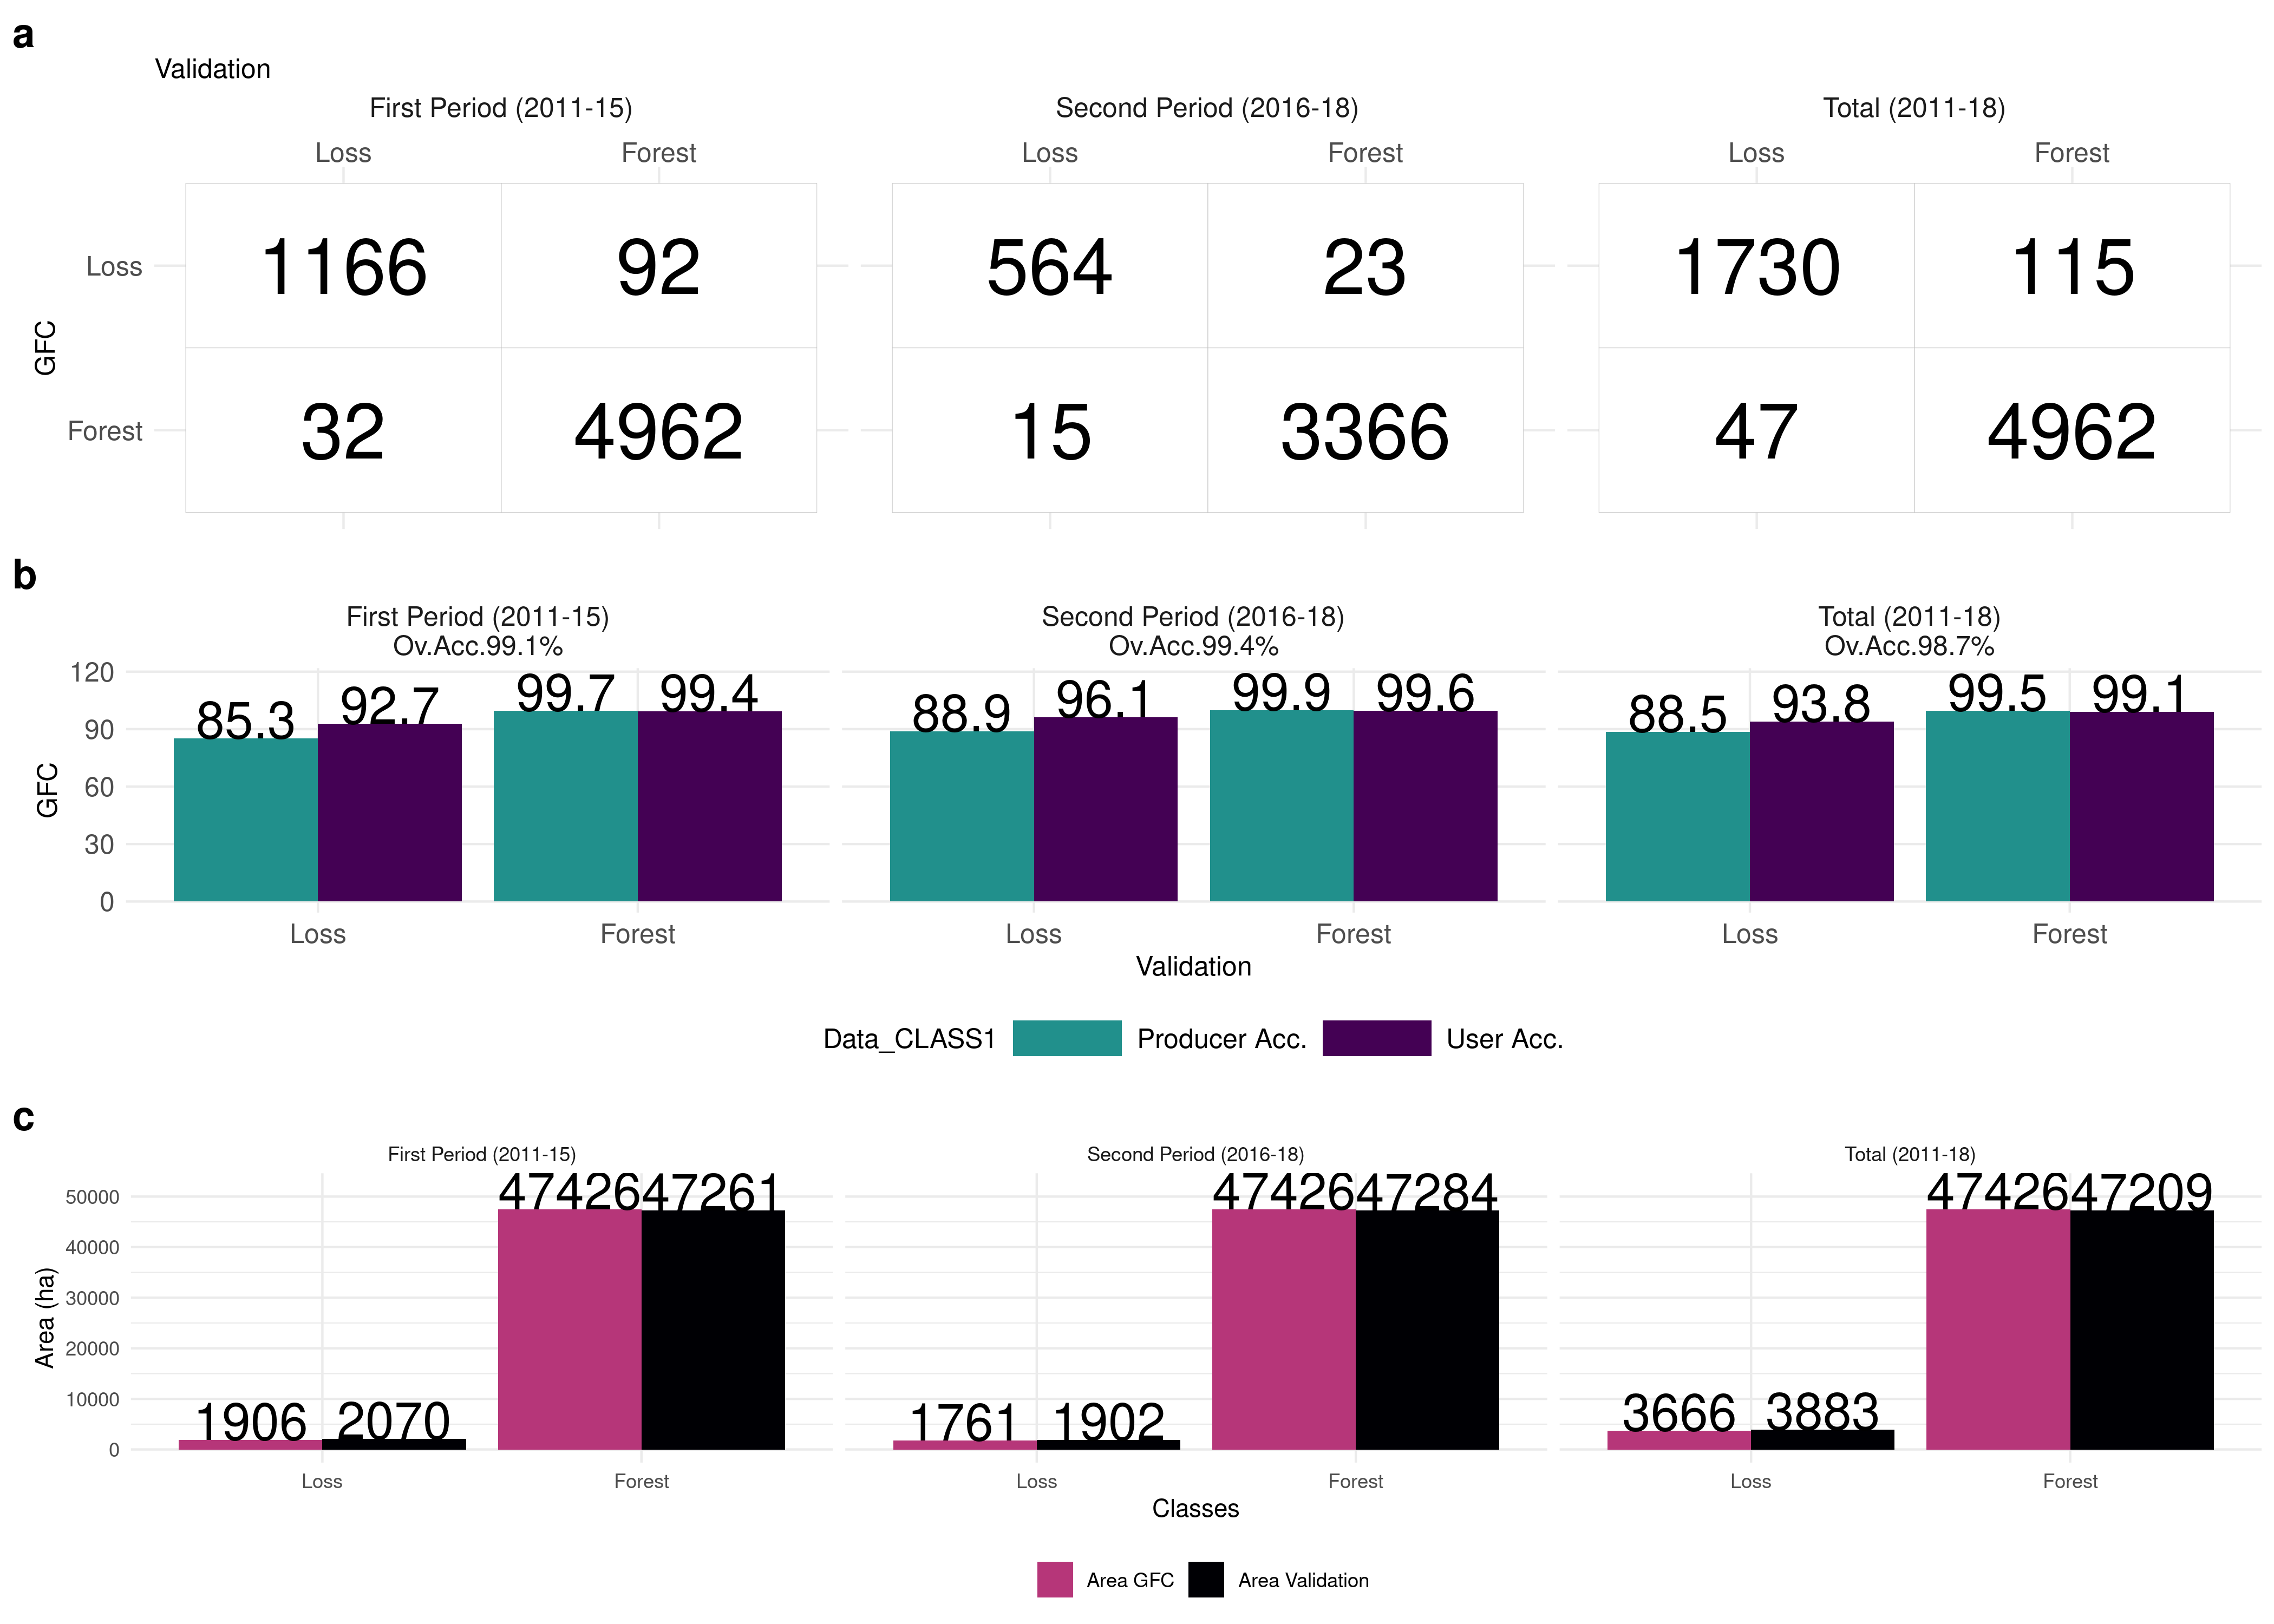 a
Validation
First Period (2011-15) Second Period (2016-18) Total (2011-18)
Loss Forest Loss Forest Loss Forest
Loss 1166 92 564 23 1730 115
GFC
Forest 32 4962 15 3366 47 4962
b
First Period (2011-15) Second Period (2016-18) Total (2011-18)
Ov.Acc.99.1% Ov.Acc.99.4% Ov.Acc.98.7%
120
85.3 92.7 99.7 99.4 88.9 96.1 99.9 99.6 88.5 93.8 99.5 99.1
90
GFC
60
30
0
Loss Forest Loss Forest Loss Forest
Validation
Data_CLASS1 Producer Acc. User Acc.
c
First Period (2011-15) Second Period (2016-18) Total (2011-18)
50000 47426 47261 47426 47284 47426 47209
40000
Area (ha)
30000
20000
10000
1906 2070 1761 1902 3666 3883
0
Loss Forest Loss Forest Loss Forest
Classes
Area GFC Area Validation